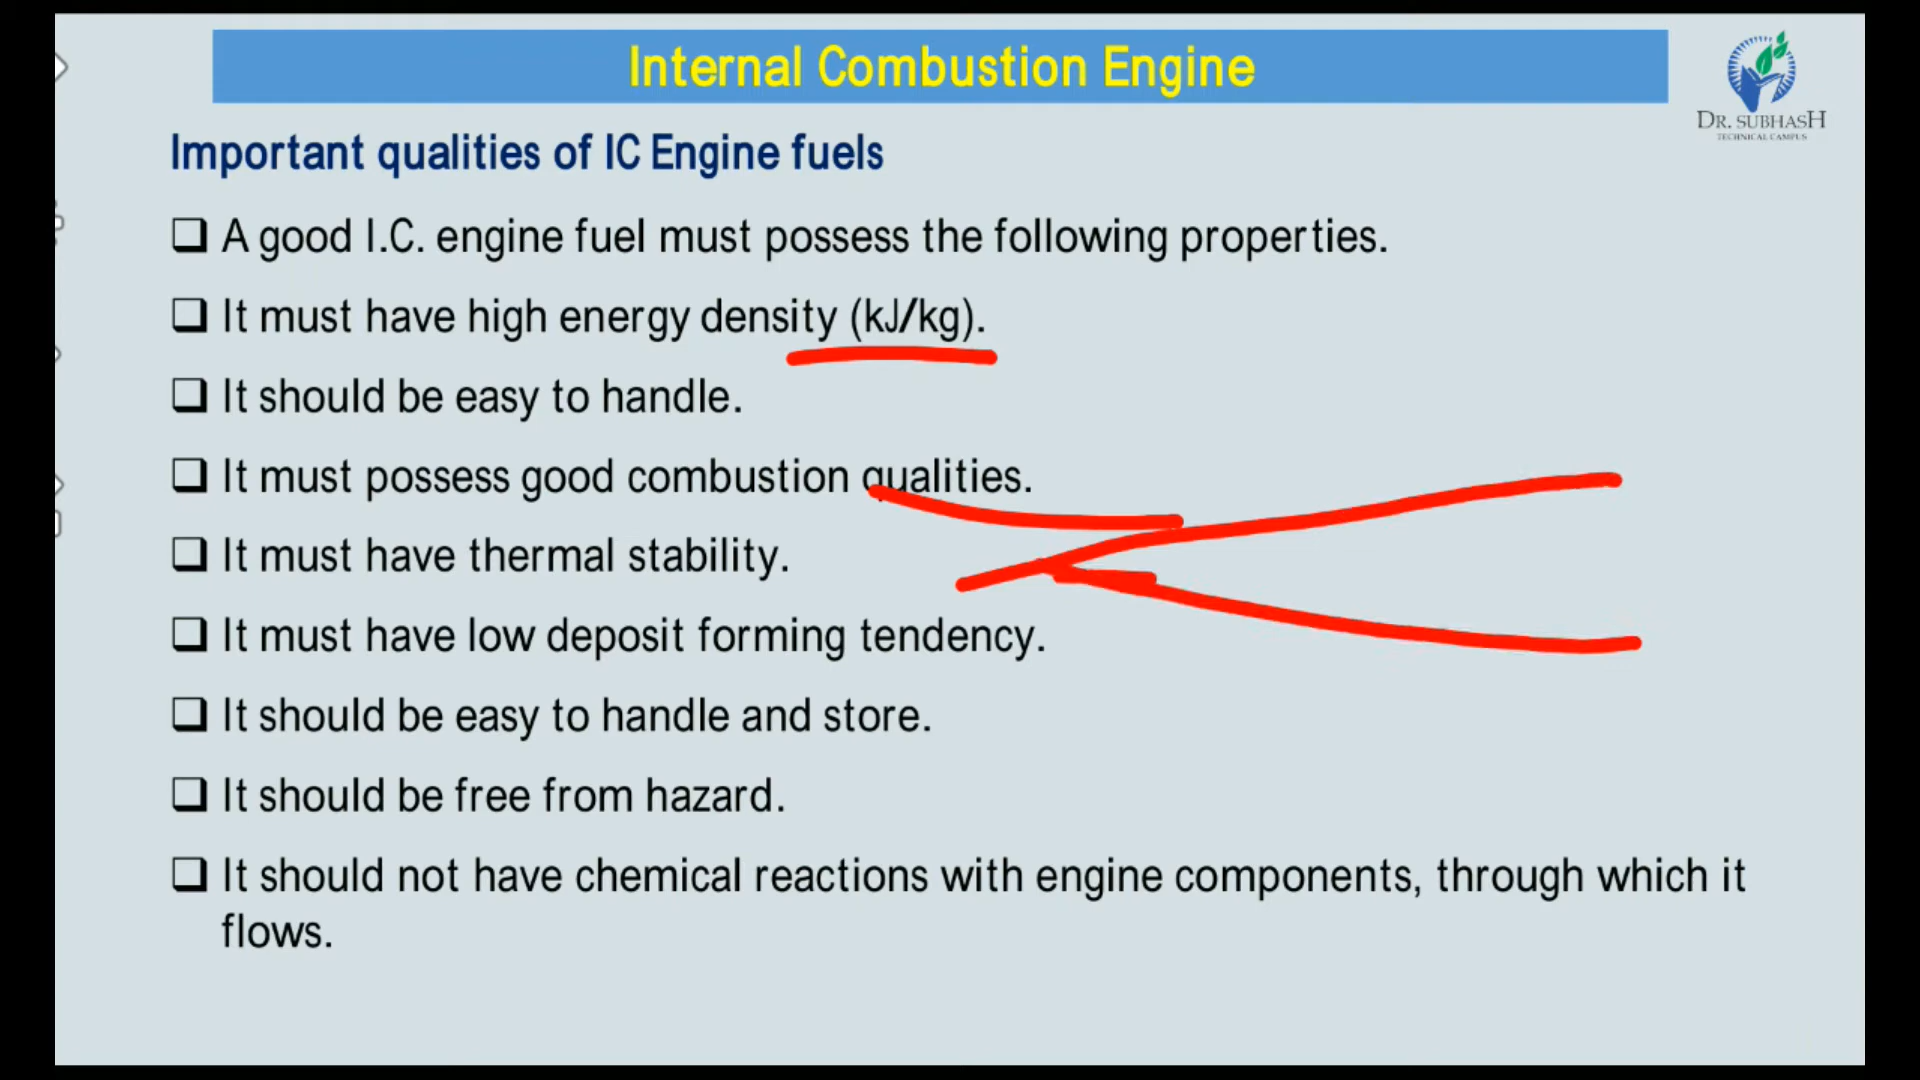 Internal Combustion Engine
DR. SUBHASH
TECHNICAL CAMPUS
Important qualities of IC Engine fuels
A good I.C. engine fuel must possess the following properties.
It must have high energy density (kJ/kg).
It should be easy to handle.
It must possess good combustion qualities.
It must have thermal stability.
It must have low deposit forming tendency.
It should be easy to handle and store.
It should be free from hazard.
It should not have chemical reactions with engine components, through which it
flows.